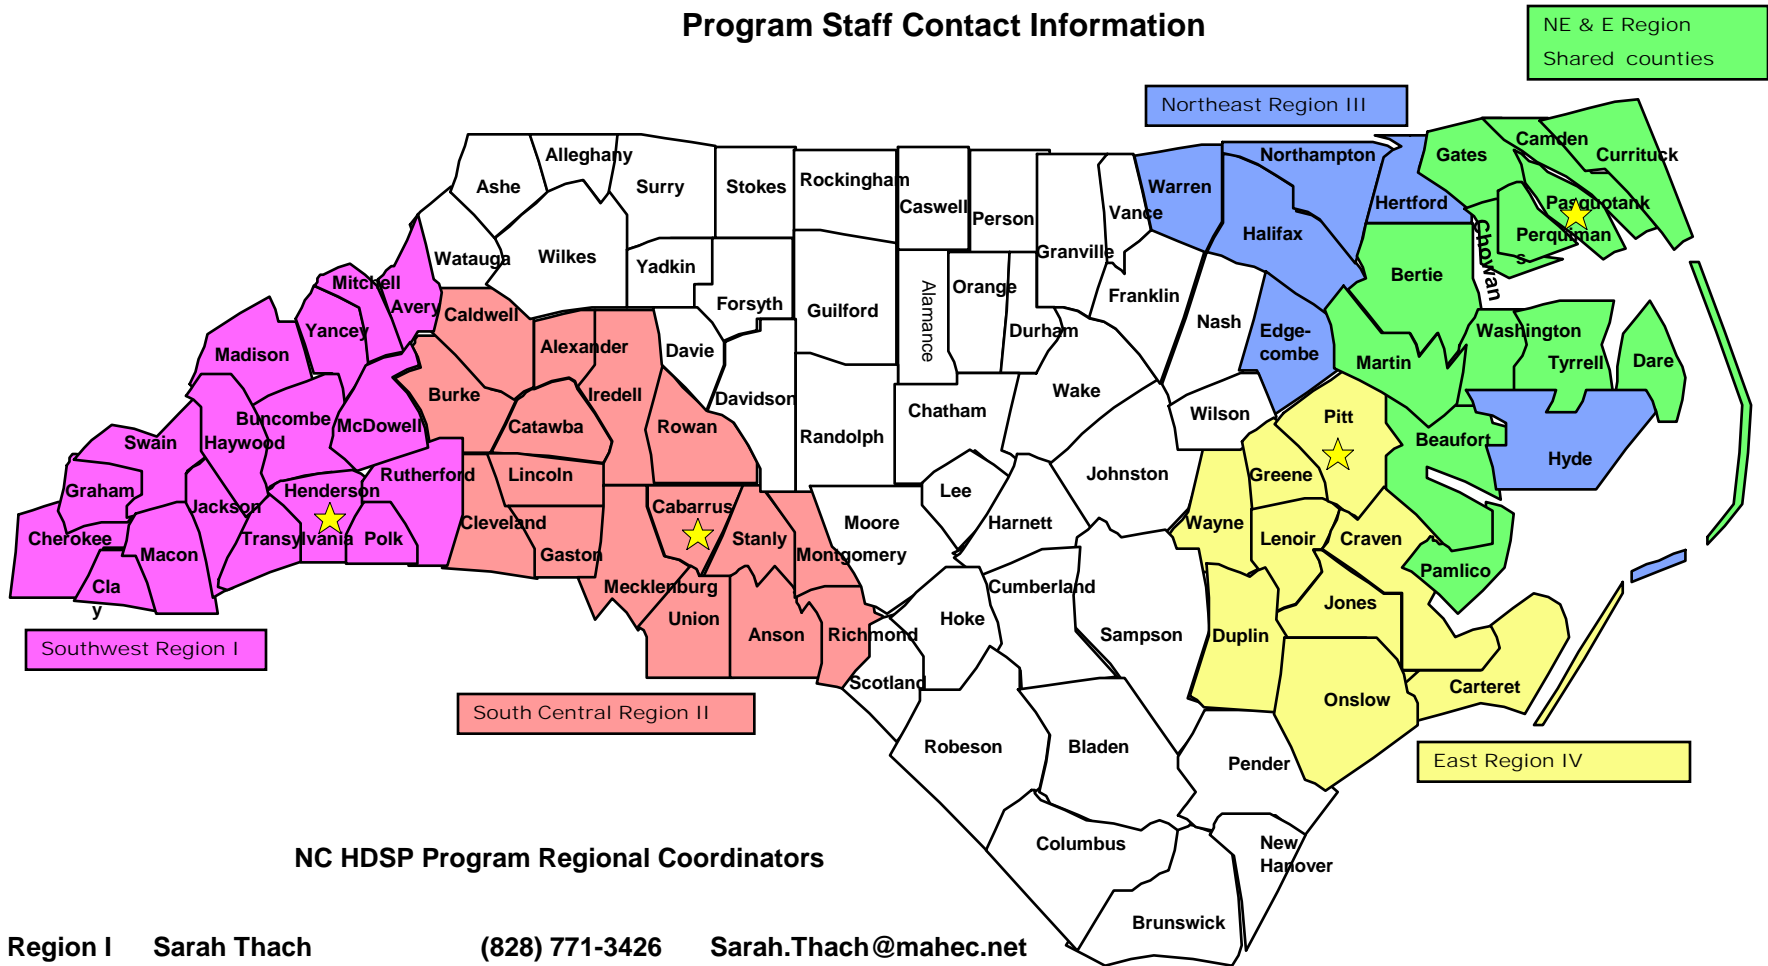 Program Staff Contact Information
NE & E Region
Shared counties
Northeast Region III
Alleghany
Ashe
Surry
Stokes
Rockingham
Caswell
Person
Vance
Granville
Warren
Northampton
Hertford
Halifax
Gates
Camden
Currituck
Pasquotank
Perquiman
s
Chowan
Bertie
Watauga
Wilkes
Yadkin
Forsyth
Guilford
Alamance
Orange
Durham
Franklin
Nash
Edge-
combe
Martin
Washington
Tyrrell
Dare
Mitchell
Avery
Yancey
Madison
Caldwell
Alexander
Iredell
Davie
Davidson
Randolph
Chatham
Wake
Wilson
Pitt
Beaufort
Hyde
Burke
Catawba
Rowan
Buncombe
McDowell
Haywood
Swain
Graham
Jackson
Henderson
Rutherford
Lincoln
Cleveland
Gaston
Cabarrus
Stanly
Montgomery
Moore
Lee
Harnett
Johnston
Greene
Wayne
Lenoir
Craven
Pamlico
Cherokee
Cla
y
Macon
Transylvania
Polk
Mecklenburg
Union
Anson
Richmond
Scotland
Hoke
Cumberland
Sampson
Duplin
Jones
Onslow
Carteret
Southwest Region I
South Central Region II
East Region IV
Robeson
Bladen
Pender
Columbus
New
Hanover
Brunswick
NC HDSP Program Regional Coordinators
Region I Sarah Thach (828) 771-3426 Sarah.Thach@mahec.net